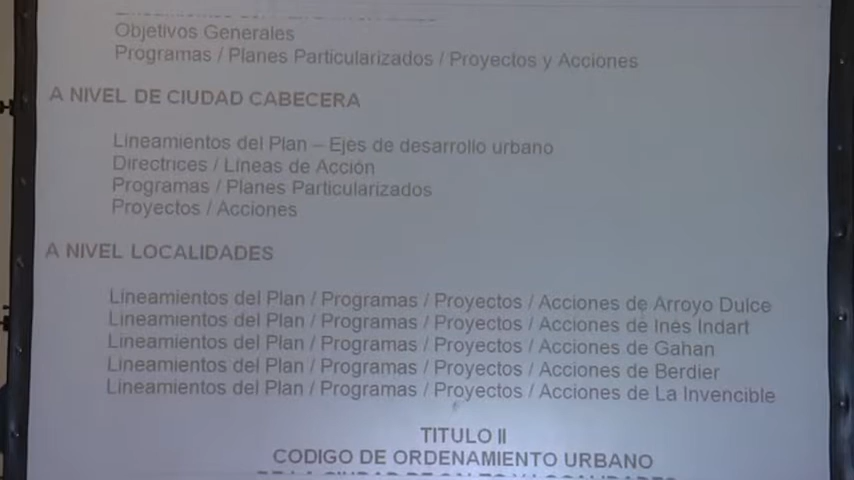 Objetivos Generales
Programas / Planes Particularizados / Proyectos y Acciones
A NIVEL DE CIUDAD CABECERA
Lineamientos del Plan – Ejes de desarrollo urbano
Directrices / Líneas de Acción
Programas / Planes Particularizados
Proyectos / Acciones
A NIVEL LOCALIDADES
Lineamientos del Plan / Programas / Proyectos / Acciones de Arroyo Dulce
Lineamientos del Plan / Programas / Proyectos / Acciones de Inés Indart
Lineamientos del Plan / Programas / Proyectos / Acciones de Gahan
Lineamientos del Plan / Programas / Proyectos / Acciones de Berdier
Lineamientos del Plan / Programas / Proyectos / Acciones de La Invencible
TITULO II
CODIGO DE ORDENAMIENTO URBANO